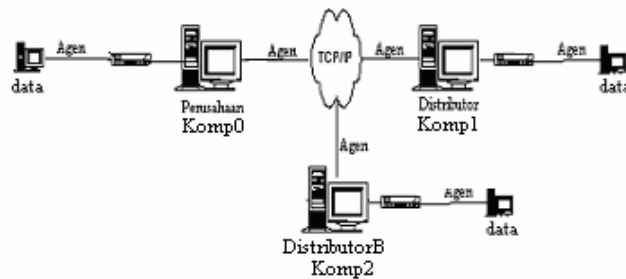 Agen
data
Agen
Perusahaan
Komp0
TCP/IP
Agen
Distributor
Komp1
Agen
data
Agen
DistributorB
Komp2
Agen
data